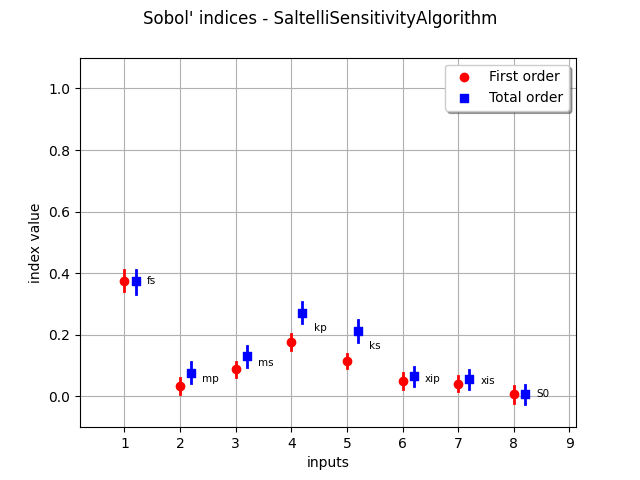 Sobol' indices - SaltelliSensitivityAlgorithm
First order
Total order
1.0
0.8
0.6
0.4
0.2
0.0
index value
fs
mp
ms
kp
ks
xip
xis
S0
1 2 3 4 5 6 7 8 9
inputs